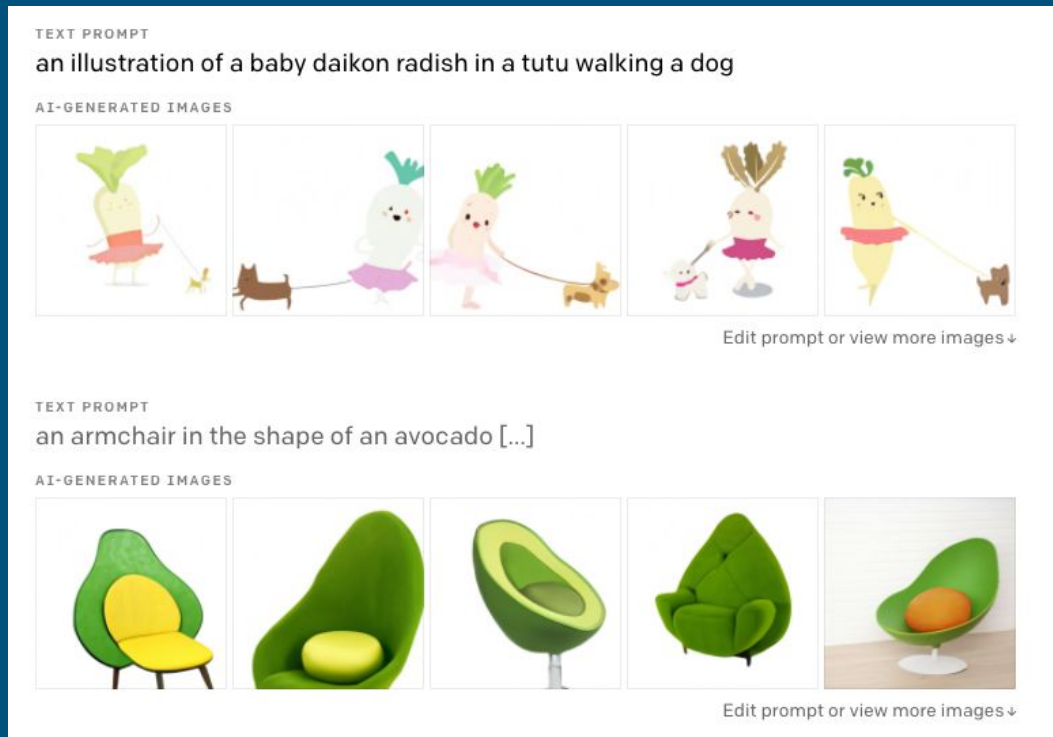 TEXT PROMPT
an illustration of a baby daikon radish in a tutu walking a dog
AI-GENERATED IMAGES
Edit prompt or view more images↓
TEXT PROMPT
an armchair in the shape of an avocado [...]
AI-GENERATED IMAGES
Edit prompt or view more images↓